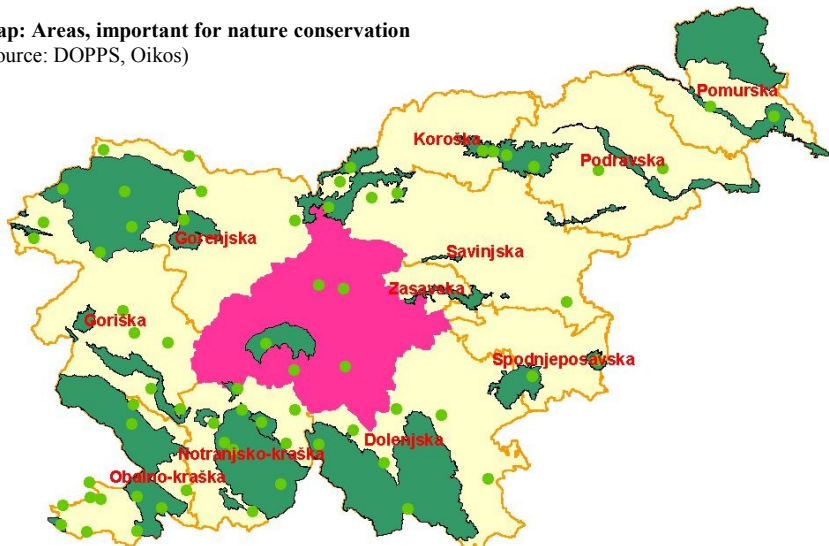 ap: Areas, important for nature conservation
ource: DOPPS, Oikos)
Pomurska
Koroška
Podravska
Gorenjska
Savinjska
Zasavska
Goriška
Spodnjeposavska
Dolenjska
Notranjsko-kraška
Obalno-kraška